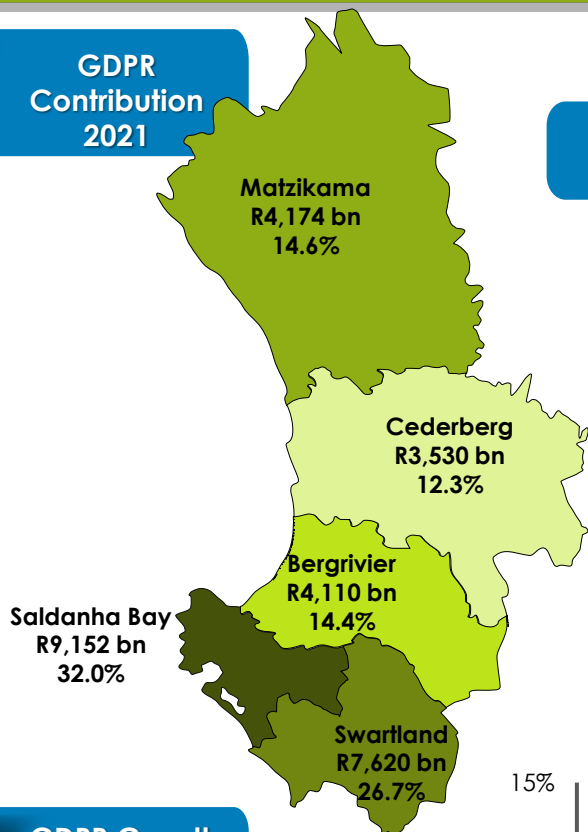 GDPR
Contribution
2021
Matzikama
R4,174 bn
14.6%
Cederberg
R3,530 bn
12.3%
Bergrivier
R4,110 bn
14.4%
Saldanha Bay
R9,152 bn
32.0%
Swartland
R7,620 bn
26.7%
15%